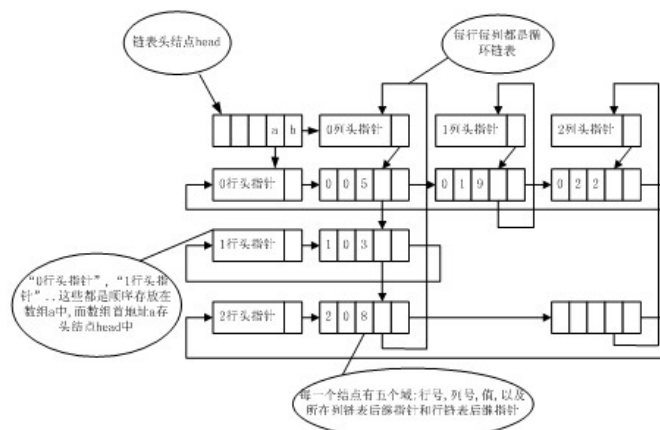 链表头结点head
每行每列都是循
环链表
a h
0列头指针
1列头指针
2列头指针
0行头指针
0 0 5
0 1 9
0 2 2
1行头指针
1 0 3
“0行头指针”，“1行头指
针”..这些都是顺序存放在
数组a中,而数组首地址a存
头结点head中
2行头指针
2 0 8
每一个结点有五个域:行号,列号,值,以及
所在列链表后继指针和行链表后继指针